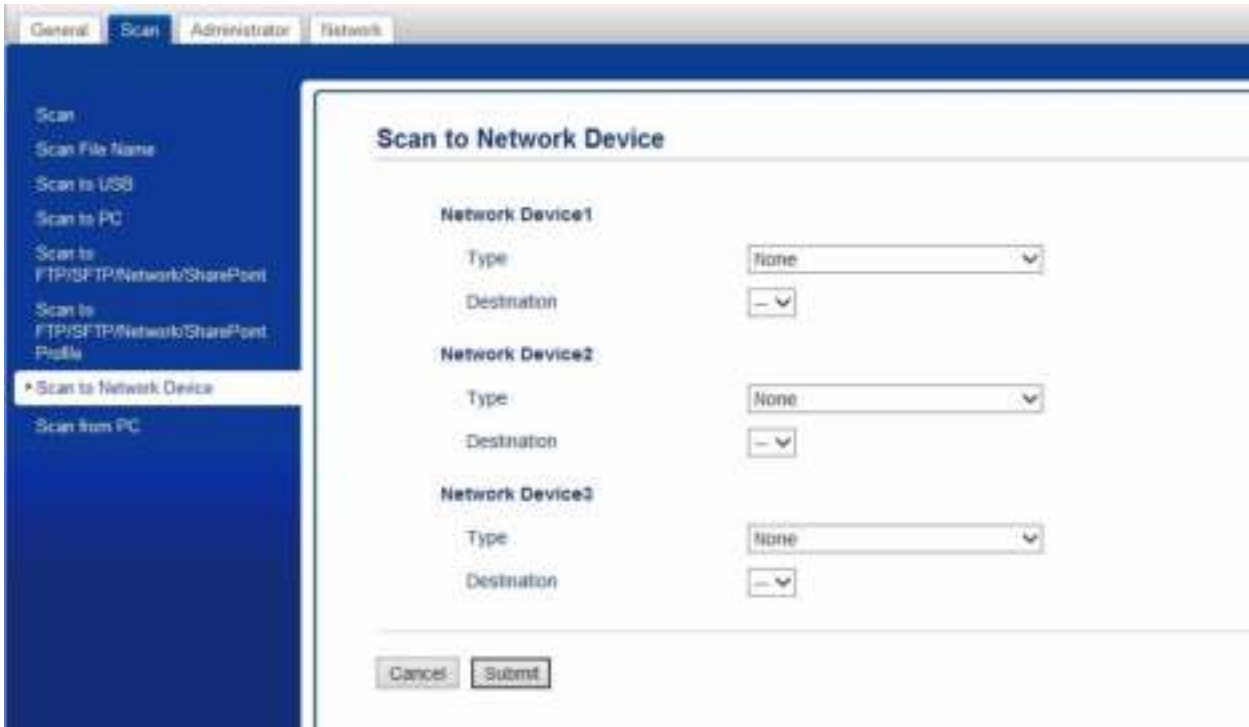 General Scan Administrator Network
Scan
Scan File Name
Scan to USB
Scan to PC
Scan to
FTP/SFTP/Network/SharePoint
Scan to
FTP/SFTP/Network/SharePoint
Profile
Scan to Network Device
Scan from PC
Scan to Network Device
Network Device1
Type None
Destination --
Network Device2
Type None
Destination --
Network Device3
Type None
Destination --
Cancel Submit